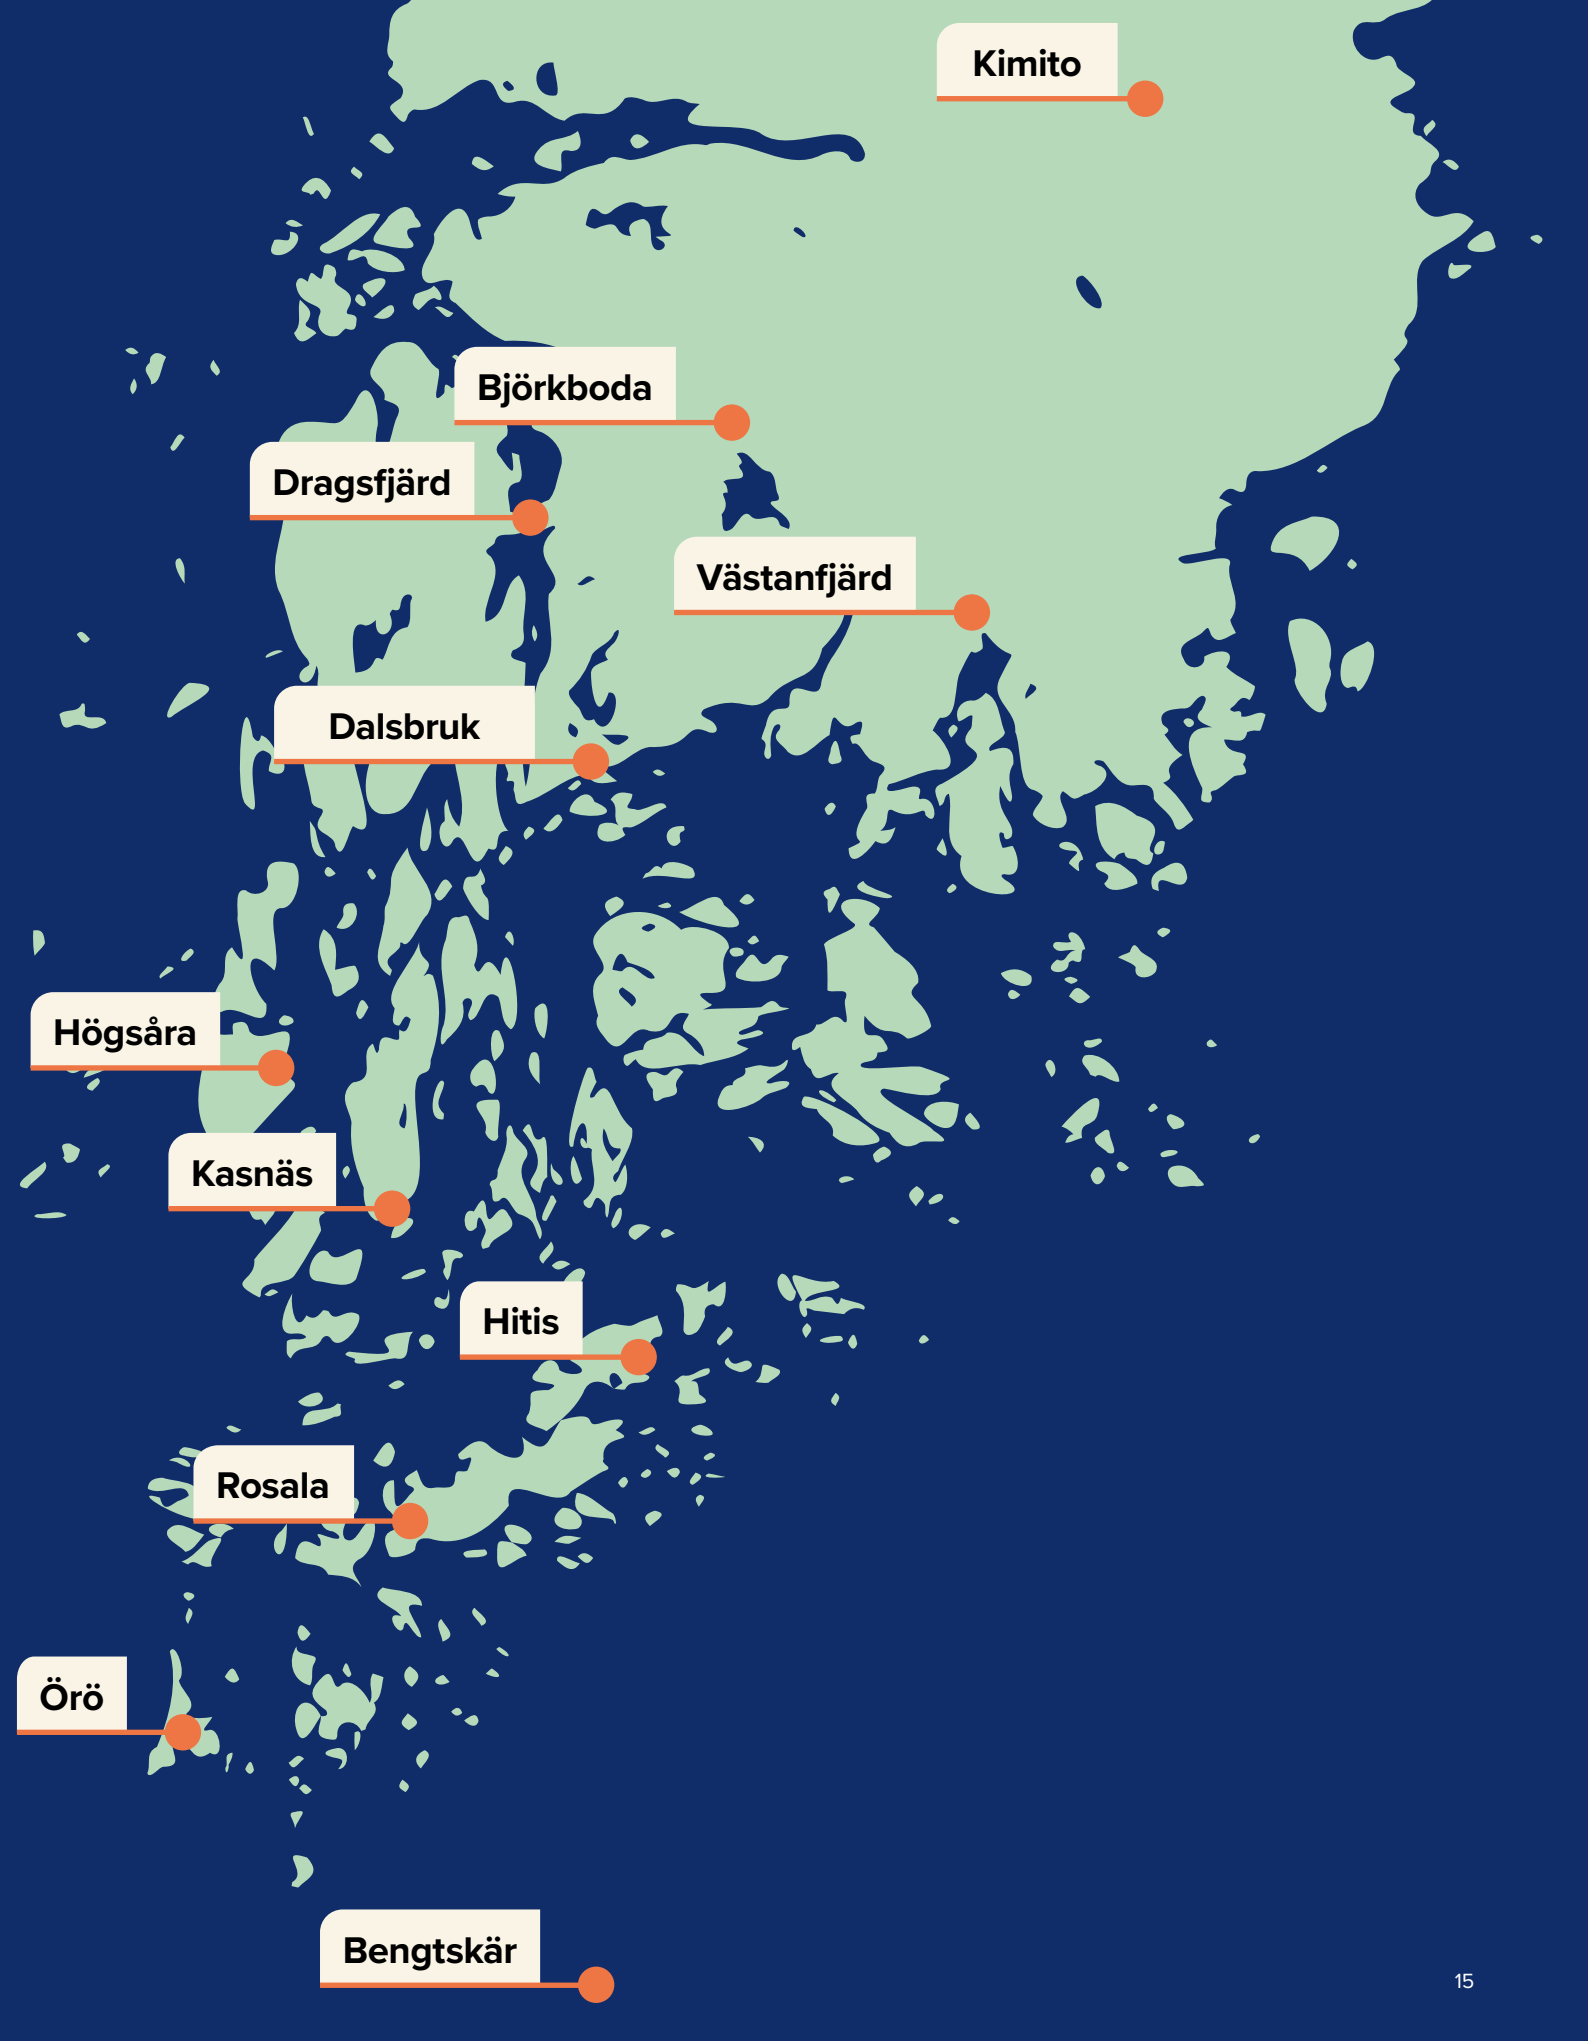 Kimito
Björkboda
Dragsfjärd
Västanfjärd
Dalsbruk
Högsåra
Kasnäs
Hitis
Rosala
Örö
Bengtskär
15